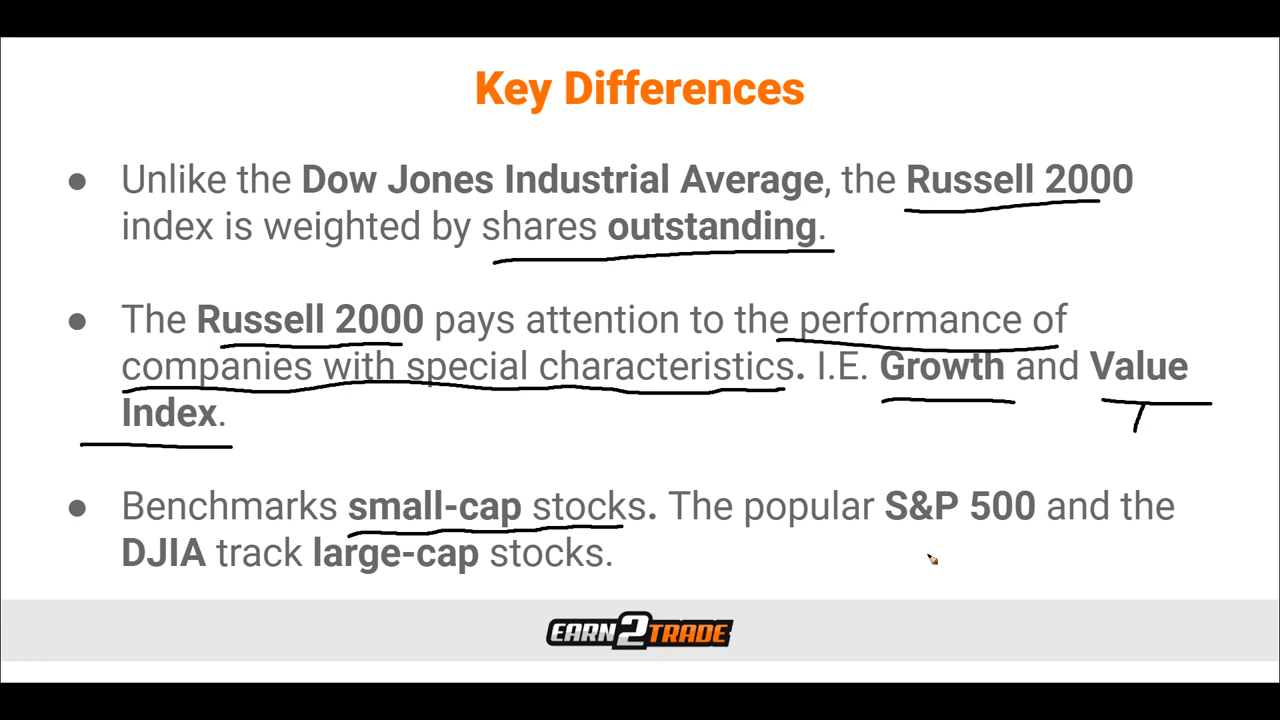 Key Differences
● Unlike the Dow Jones Industrial Average, the Russell 2000
index is weighted by shares outstanding.
● The Russell 2000 pays attention to the performance of
companies with special characteristics. I.E. Growth and Value
Index.
● Benchmarks small-cap stocks. The popular S&P 500 and the
DJIA track large-cap stocks.
EARN2TRADE